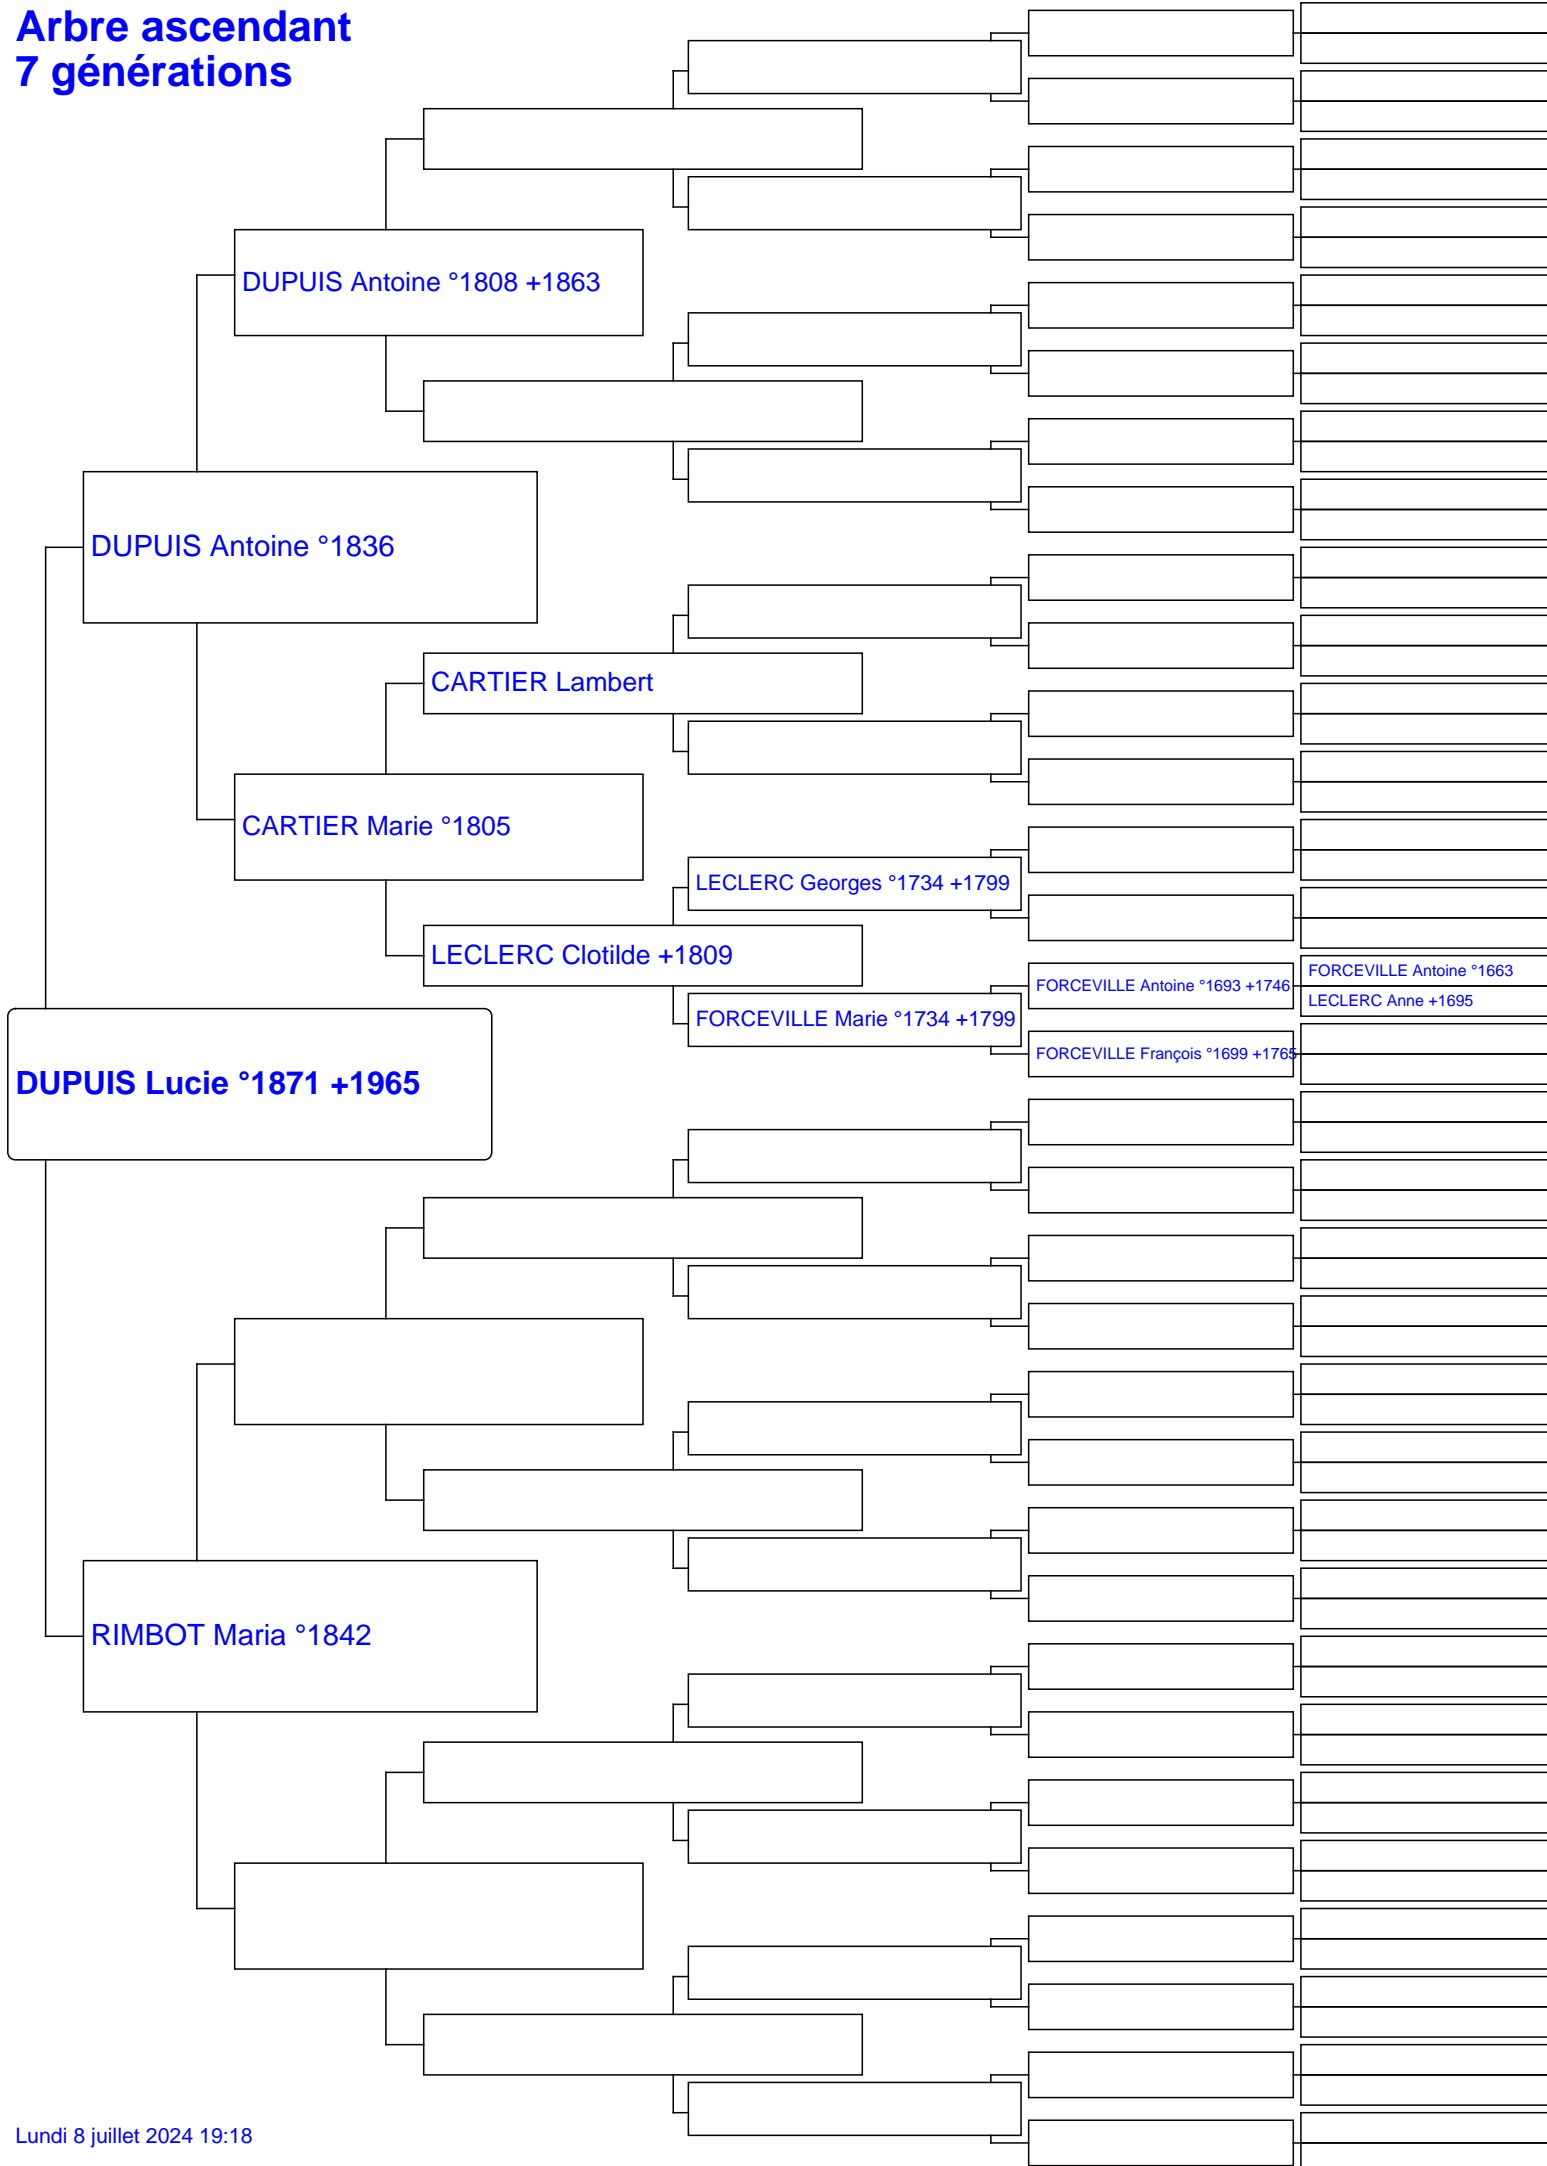 Arbre ascendant
7 générations
DUPUIS Antoine °1808 +1863
DUPUIS Antoine °1836
CARTIER Lambert
CARTIER Marie °1805
LECLERC Georges °1734 +1799
LECLERC Clotilde +1809
FORCEVILLE Antoine °1663
FORCEVILLE Antoine °1693 +1746
LECLERC Anne +1695
FORCEVILLE Marie °1734 +1799
FORCEVILLE François °1699 +1765
DUPUIS Lucie °1871 +1965
RIMBOT Maria °1842
Lundi 8 juillet 2024 19:18